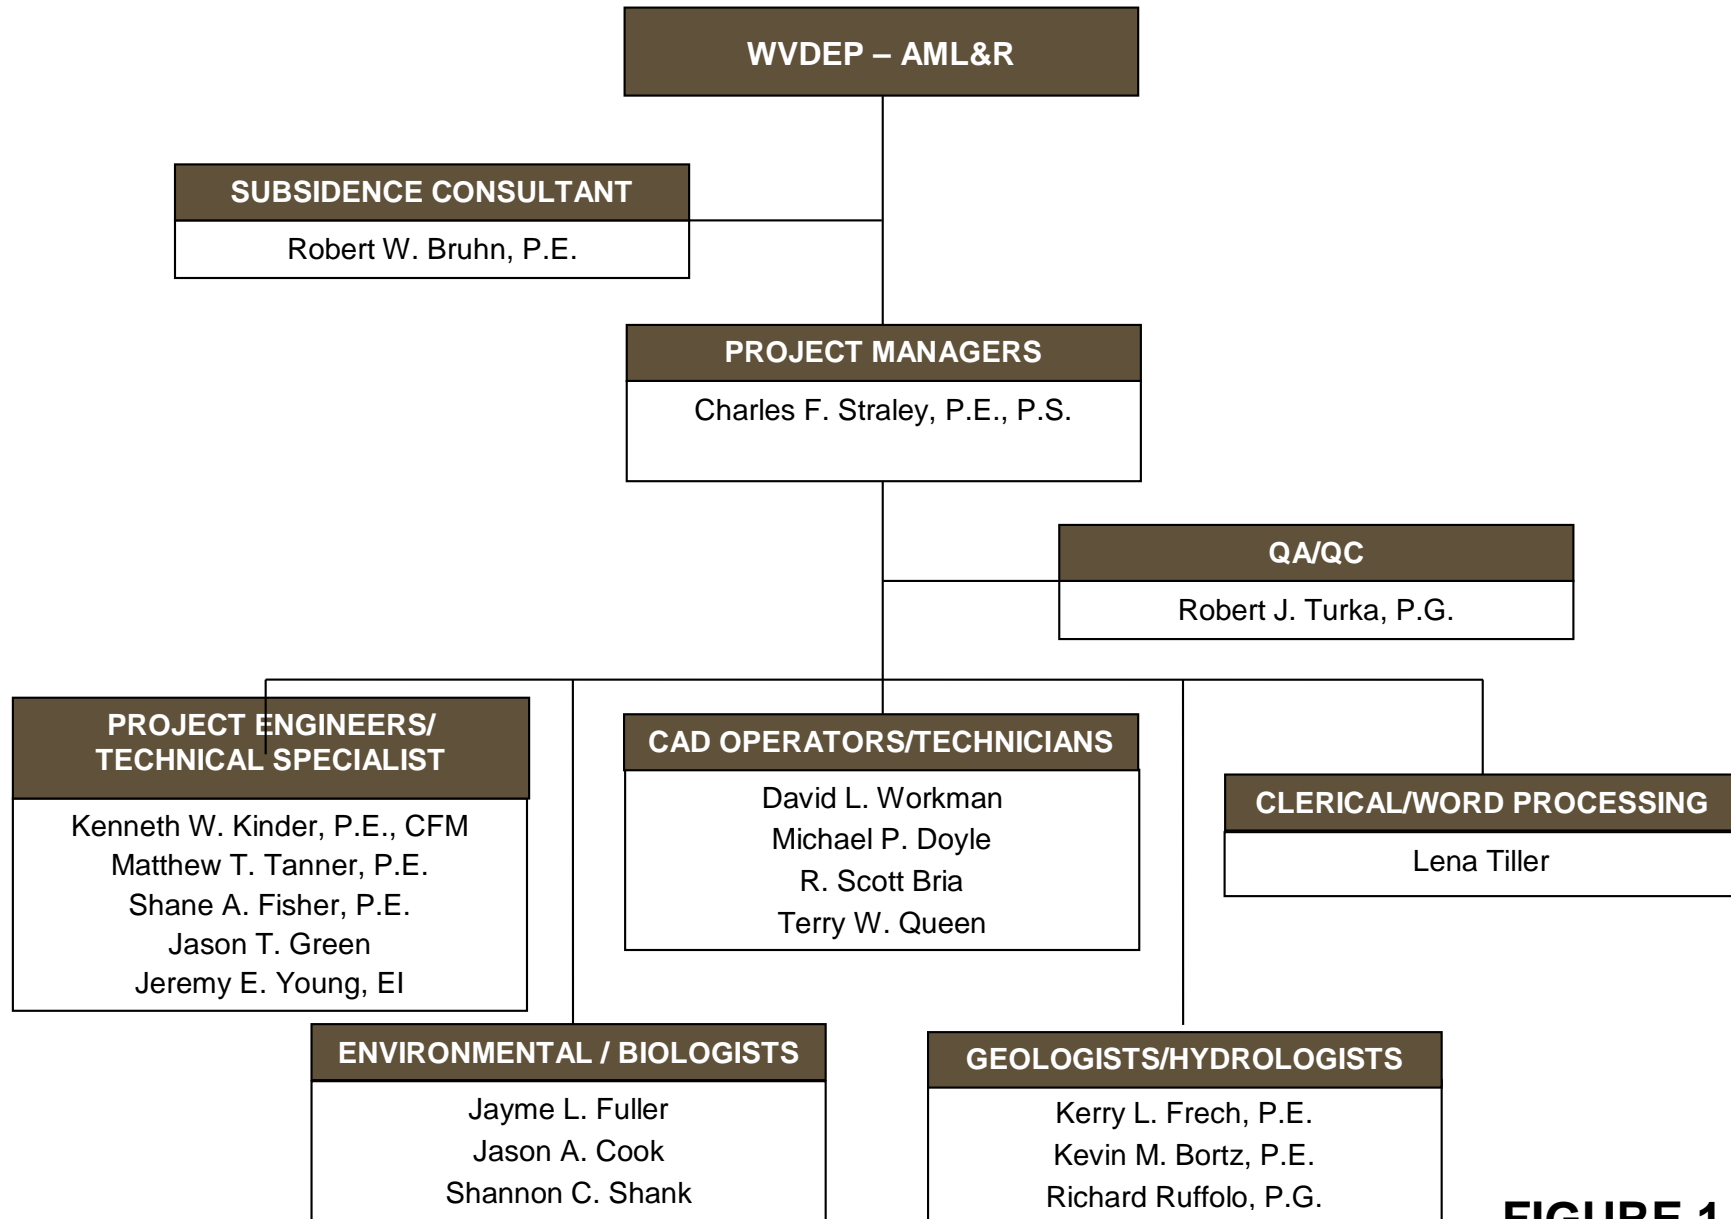 WVDEP – AML&R
SUBSIDENCE CONSULTANT
Robert W. Bruhn, P.E.
PROJECT MANAGERS
Charles F. Straley, P.E., P.S.
QA/QC
Robert J. Turka, P.G.
PROJECT ENGINEERS/
TECHNICAL SPECIALIST
Kenneth W. Kinder, P.E., CFM
Matthew T. Tanner, P.E.
Shane A. Fisher, P.E.
Jason T. Green
Jeremy E. Young, EI
CAD OPERATORS/TECHNICIANS
David L. Workman
Michael P. Doyle
R. Scott Bria
Terry W. Queen
CLERICAL/WORD PROCESSING
Lena Tiller
ENVIRONMENTAL / BIOLOGISTS
Jayme L. Fuller
Jason A. Cook
Shannon C. Shank
GEOLOGISTS/HYDROLOGISTS
Kerry L. Frech, P.E.
Kevin M. Bortz, P.E.
Richard Ruffolo, P.G.
FIGURE 1